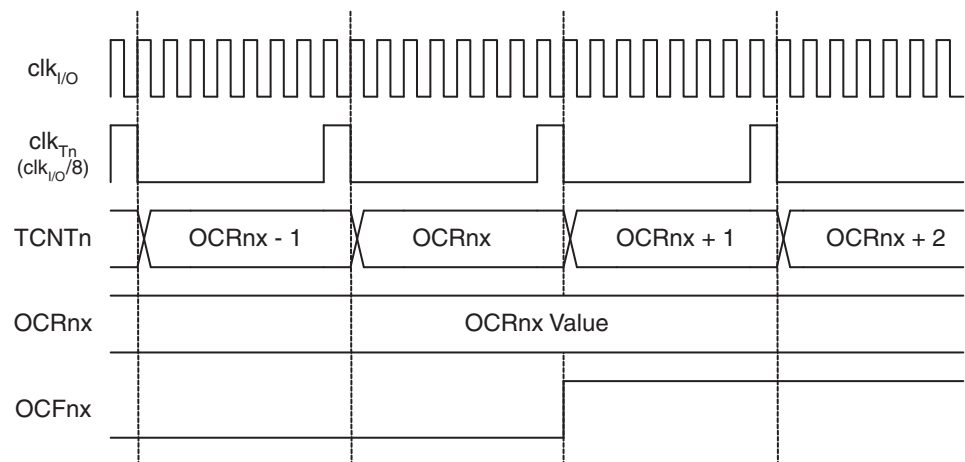 clkI/O
clkTn
(clkI/O/8)
TCNTn OCRnx - 1 OCRnx OCRnx + 1 OCRnx + 2
OCRnx OCRnx Value
OCFnx